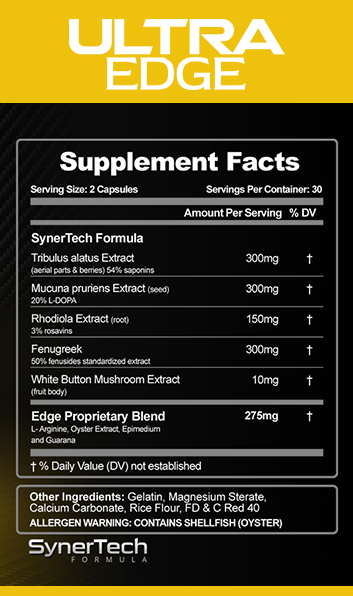 ULTRA
EDGE
Supplement Facts
Serving Size: 2 Capsules Servings Per Container: 30
Amount Per Serving % DV
SynerTech Formula
Tribulus alatus Extract 300mg †
(aerial parts & berries) 54% saponins
Mucuna pruriens Extract (seed) 300mg †
20% L-DOPA
Rhodiola Extract (root) 150mg †
3% rosavins
Fenugreek 300mg †
50% fenusides standardized extract
White Button Mushroom Extract 10mg †
(fruit body)
Edge Proprietary Blend 275mg †
L- Arginine, Oyster Extract, Epimedium
and Guarana
† % Daily Value (DV) not established
Other Ingredients: Gelatin, Magnesium Sterate,
Calcium Carbonate, Rice Flour, FD & C Red 40
ALLERGEN WARNING: CONTAINS SHELLFISH (OYSTER)
SynerTech
FORMULA